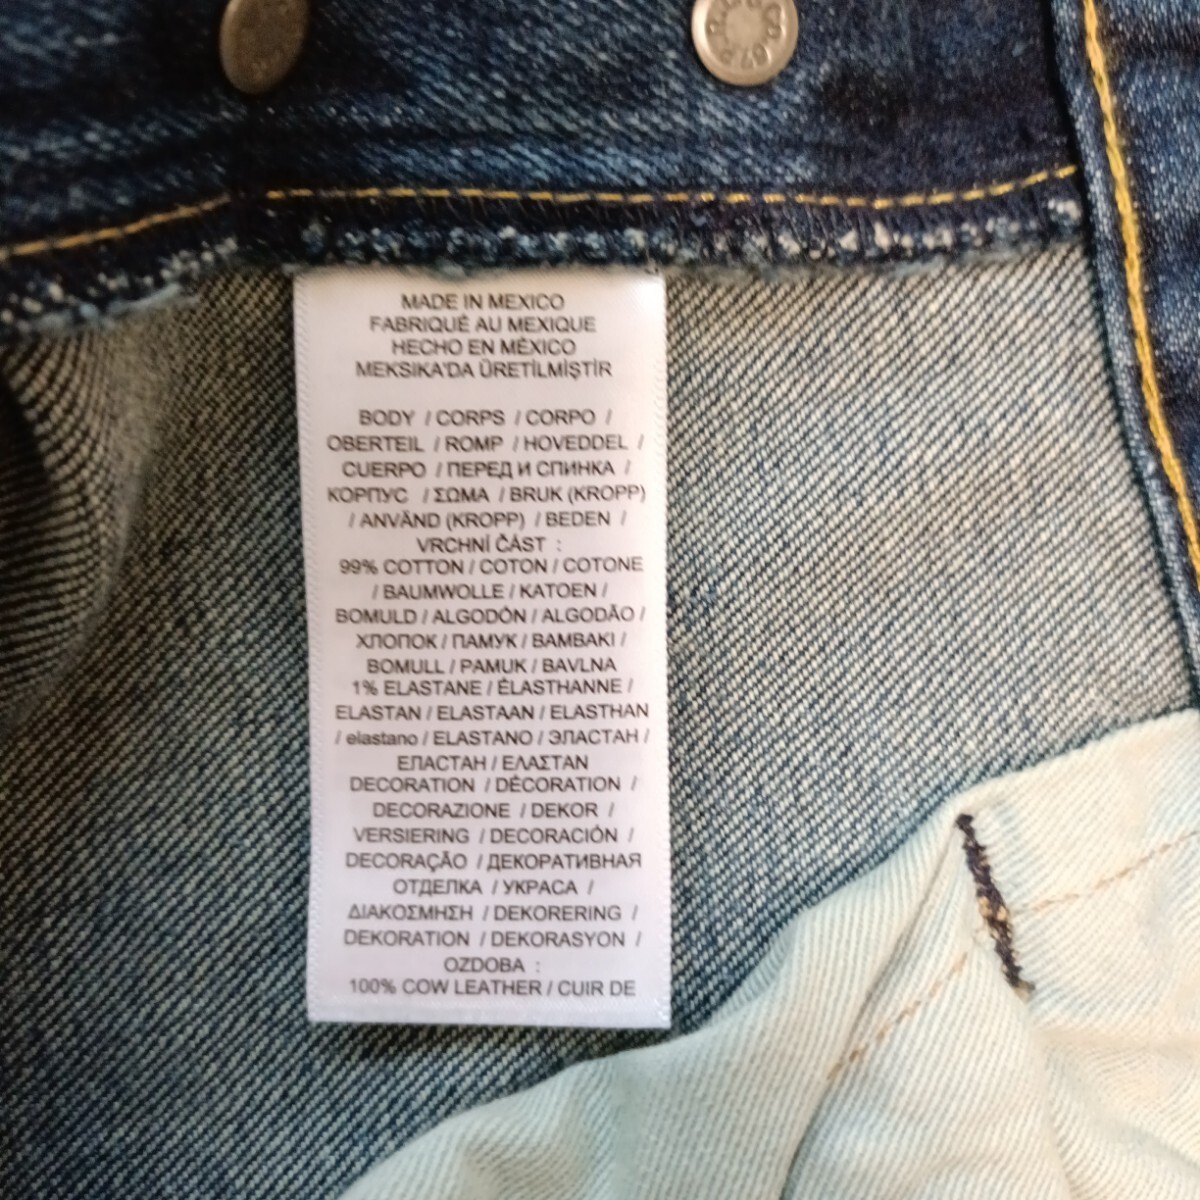 MADE IN MEXICO
FABRIQUÉ AU MEXIQUE
HECHO EN MÉXICO
MEKSIKA'DA ÜRETİLMİŞTİR
BODY / CORPS / CORPO /
OBERTEIL / ROMP / HOVEDDEL /
CUERPO / ПЕРЕД И СПИНКА /
КОРПУС / ΣΩΜΑ / BRUK (KROPP)
/ ANVÄND (KROPP) / BEDEN /
VRCHNÍ ČÁST :
99% COTTON / COTON / COTONE
/ BAUMWOLLE / KATOEN /
BOMULD / ALGODÓN / ALGODÃO /
ХЛОПОК / ПАМУК / ΒΑΜΒΑΚΙ /
BOMULL / PAMUK / BAVLNA
1% ELASTANE / ÉLASTHANNE /
ELASTAN / ELASTAAN / ELASTHAN
/ elastano / ELASTANO / ЭЛАСТАН /
ЕЛАСТАН / ΕΛΑΣΤΑΝ
DECORATION / DÉCORATION /
DECORAZIONE / DEKOR /
VERSIERING / DECORACIÓN /
DECORAÇÃO / ДЕКОРАТИВНАЯ
ОТДЕЛКА / УКРАСА /
ΔΙΑΚΟΣΜΗΣΗ / DEKORERING /
DEKORATION / DEKORASYON /
OZDOBA :
100% COW LEATHER / CUIR DE